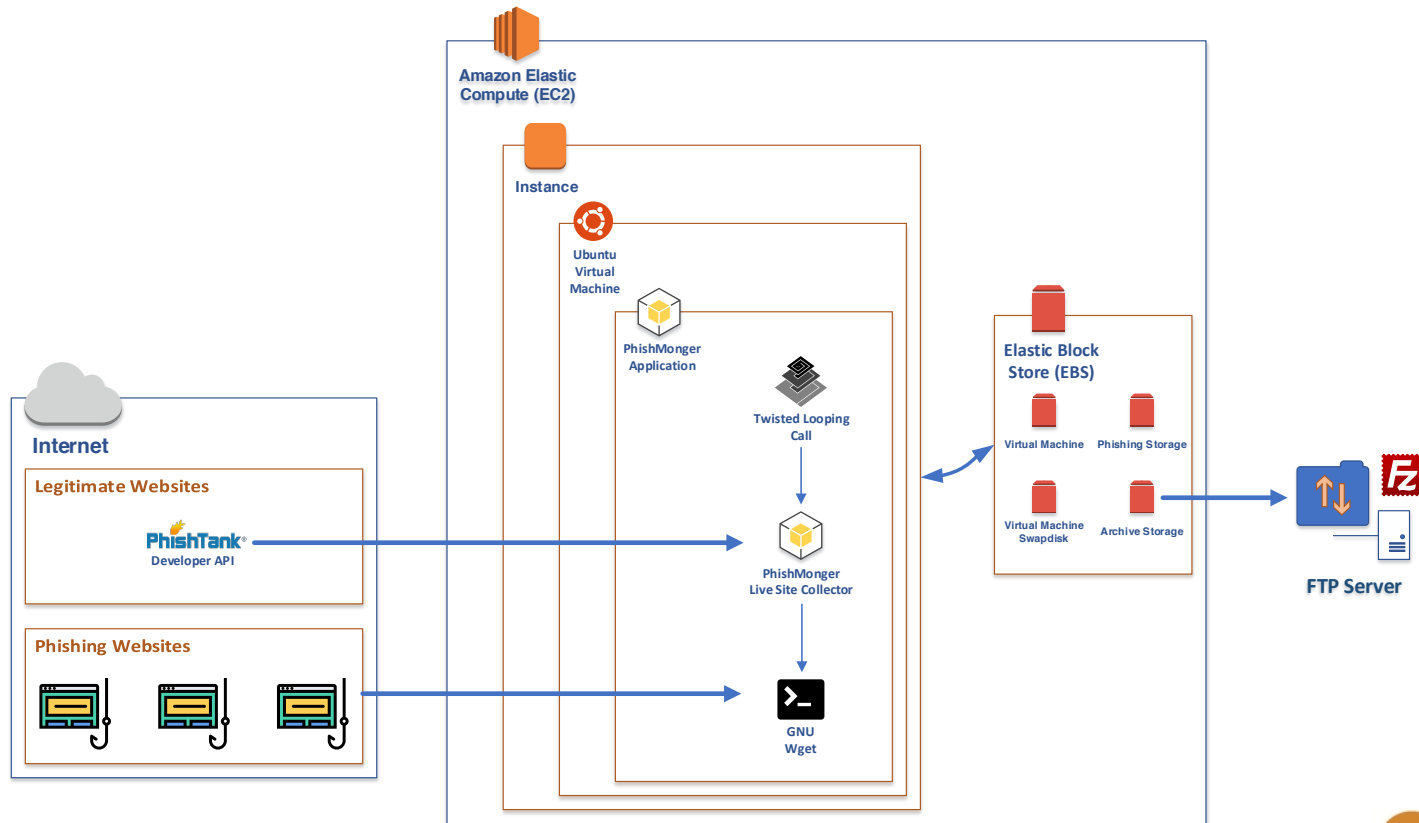 Amazon Elastic
Compute (EC2)
Instance
Ubuntu
Virtual
Machine
PhishMonger
Application
Twisted Looping
Call
PhishMonger
Live Site Collector
GNU
Wget
Elastic Block
Store (EBS)
Virtual Machine
Phishing Storage
Virtual Machine
Swapdisk
Archive Storage
Internet
Legitimate Websites
PhishTank®
Developer API
Phishing Websites
FZ
FTP Server